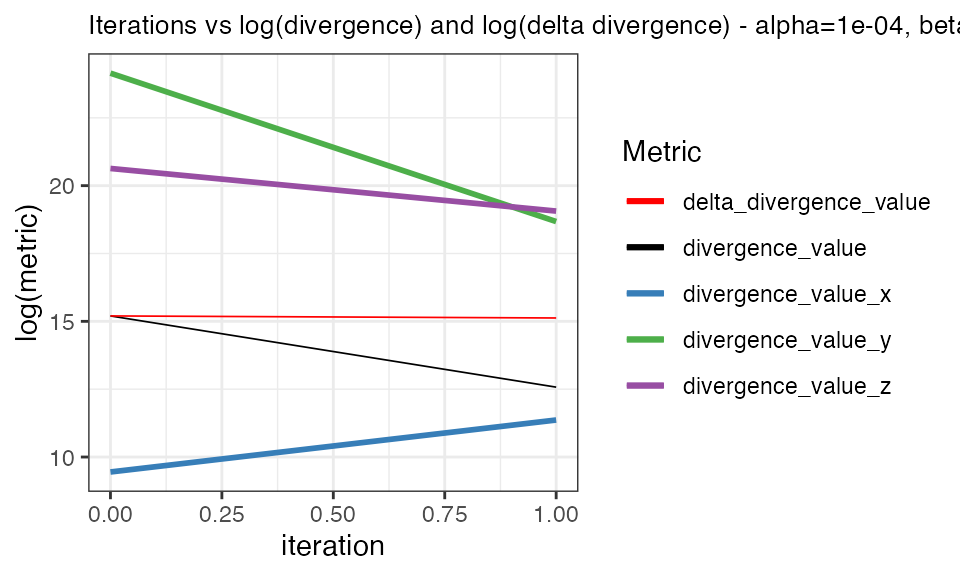 Iterations vs log(divergence) and log(delta divergence) - alpha=1e-04, beta
log(metric)
20
15
10
0.00 0.25 0.50 0.75 1.00
iteration
Metric
delta_divergence_value
divergence_value
divergence_value_x
divergence_value_y
divergence_value_z